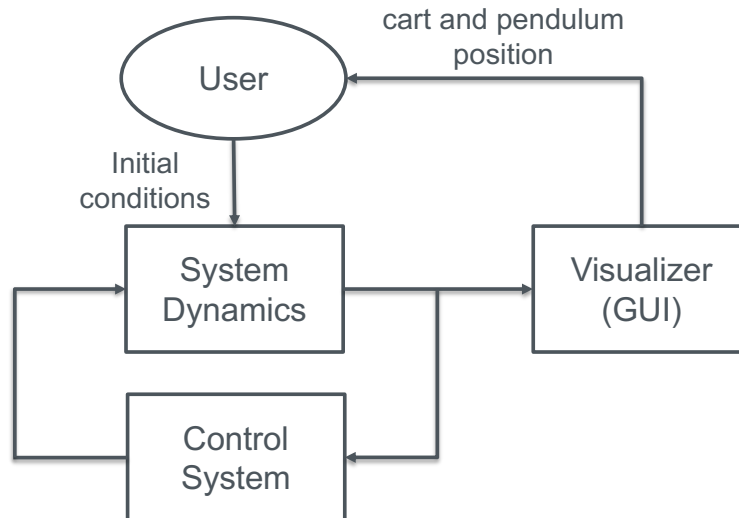 cart and pendulum
position
User
Initial
conditions
System
Dynamics
Visualizer
(GUI)
Control
System